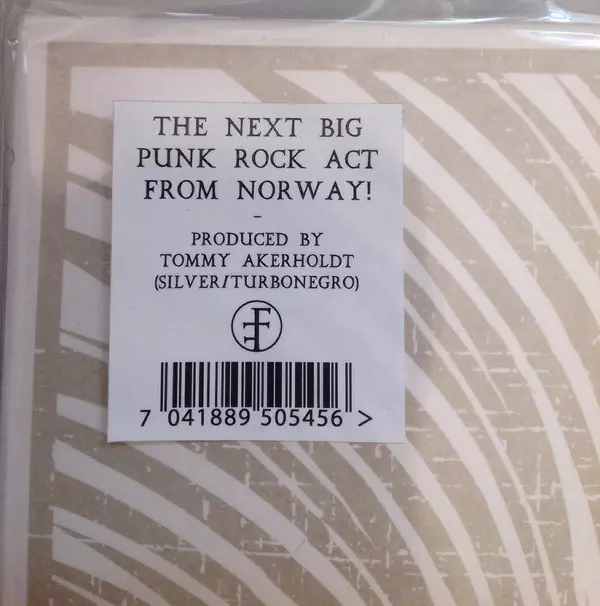 THE NEXT BIG
PUNK ROCK ACT
FROM NORWAY!
-
PRODUCED BY
TOMMY AKERHOLDT
(SILVER/TURBONEGRO)
7 041889 505456 >